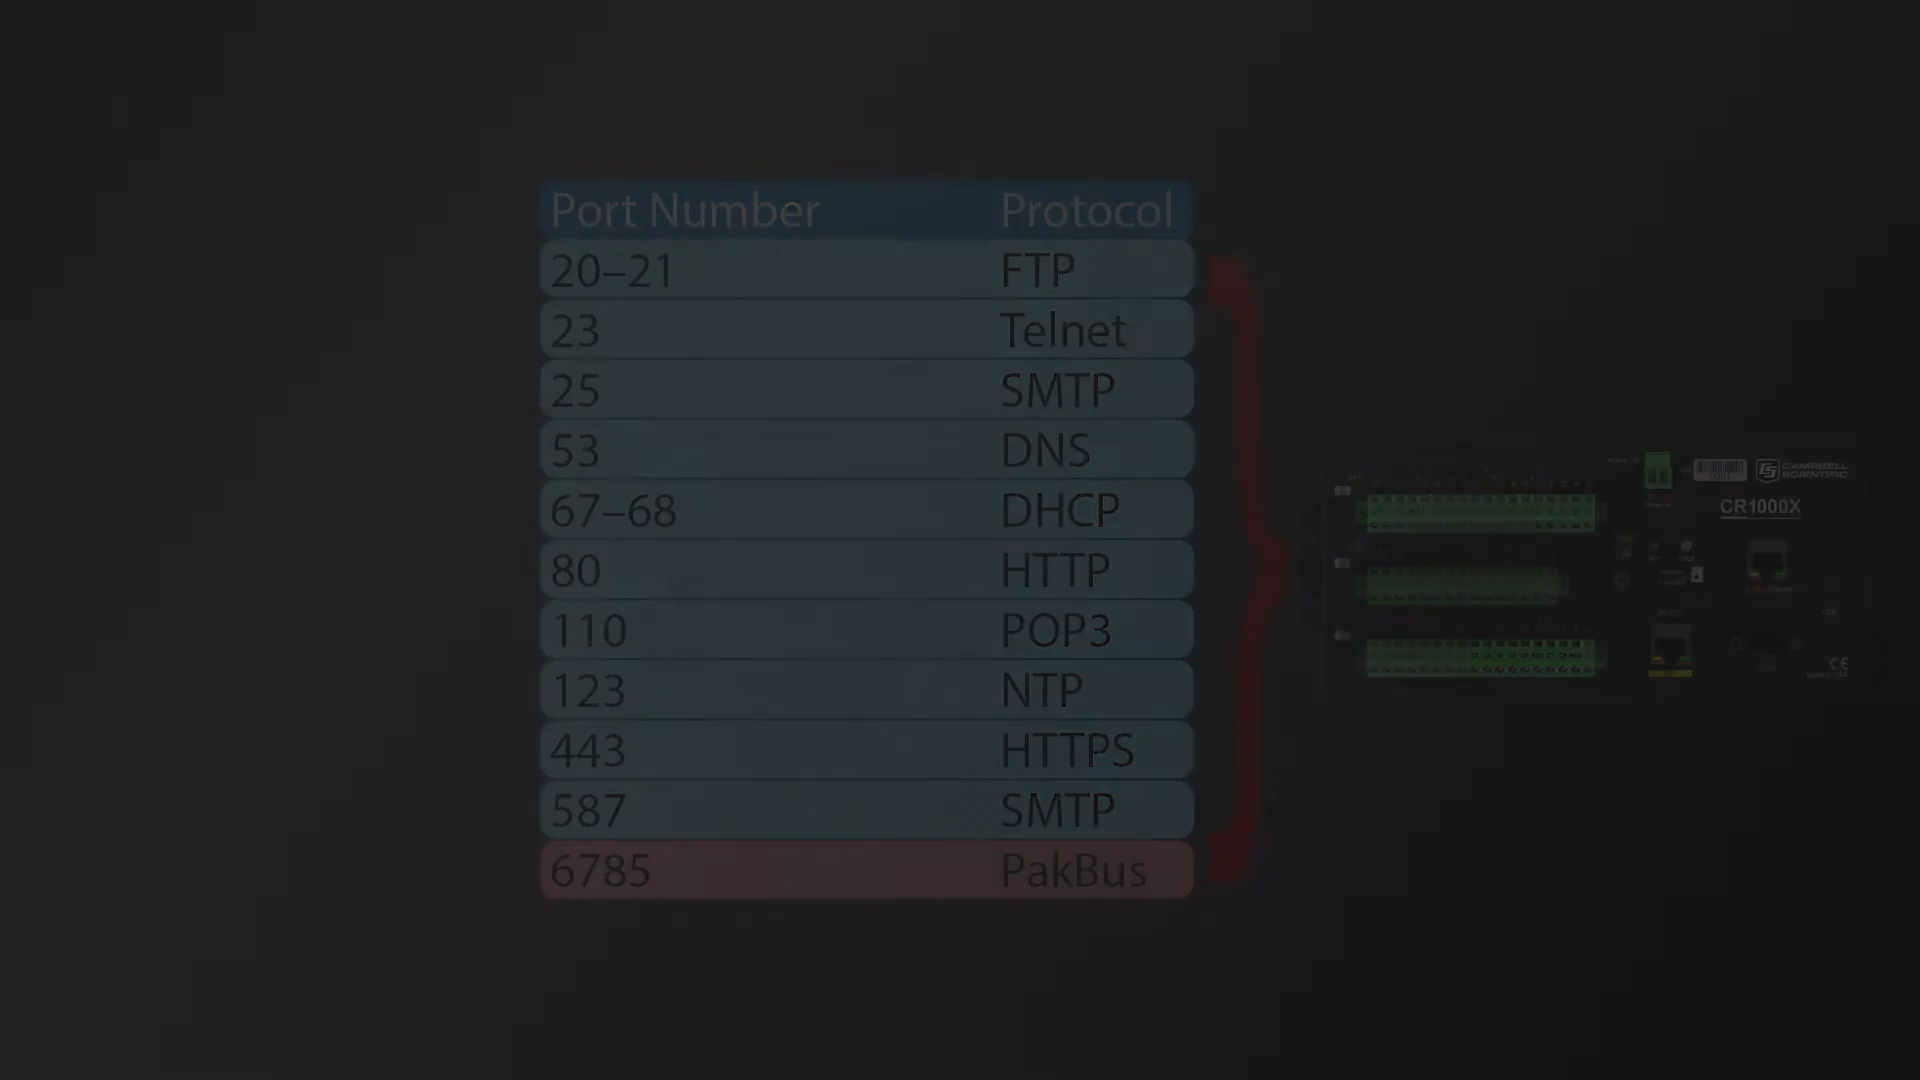 Port Number Protocol
20–21 FTP
23 Telnet
25 SMTP
53 DNS
67–68 DHCP
80 HTTP
110 POP3
123 NTP
443 HTTPS
587 SMTP
6785 PakBus
CAMPBELL
SCIENTIFIC
CR1000X
CE